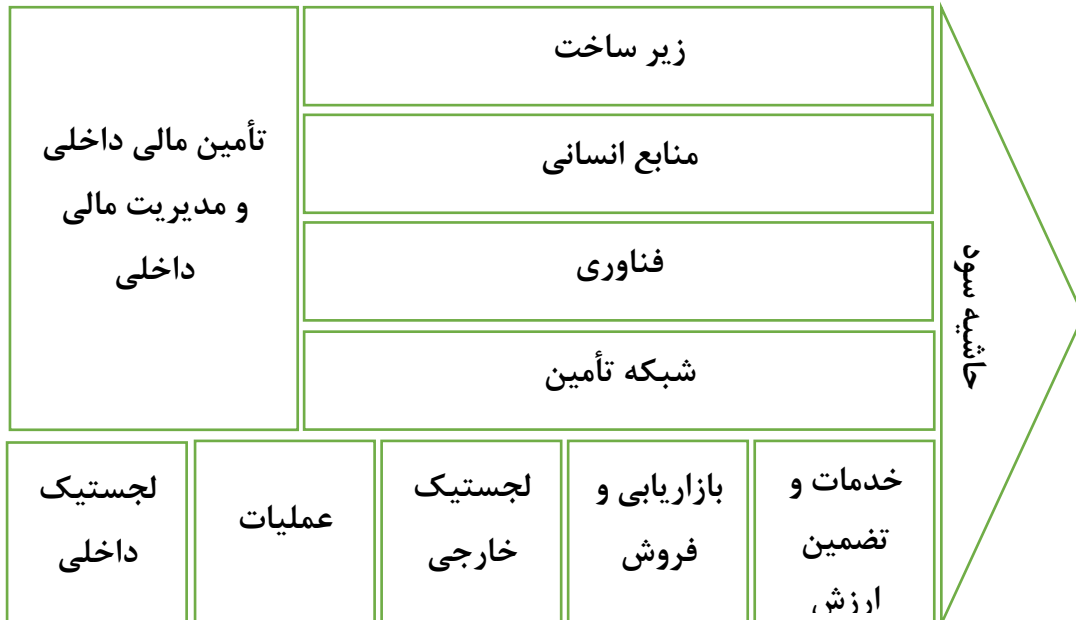 زیر ساخت
تأمین مالی داخلی
و مدیریت مالی
داخلی
منابع انسانی
فناوری
شبکه تأمین
حاشیه سود
خدمات و
تضمین
ارزش
بازاریابی و
فروش
لجستیک
خارجی
عملیات
لجستیک
داخلی